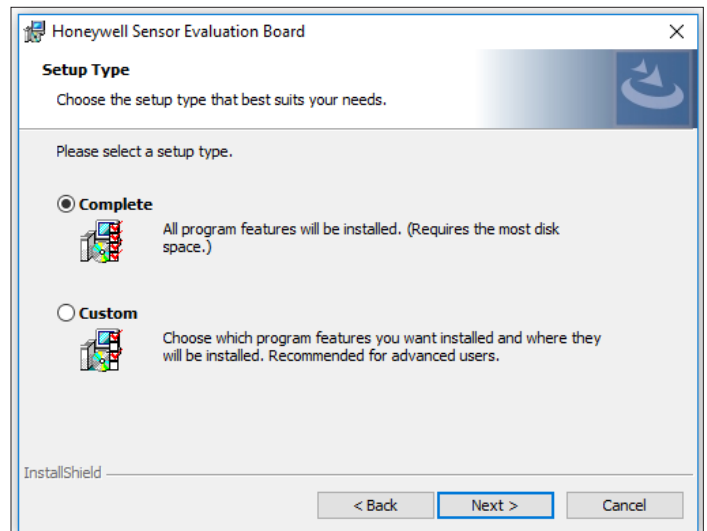 Honeywell Sensor Evaluation Board
Setup Type
Choose the setup type that best suits your needs.
Please select a setup type.
Complete
All program features will be installed. (Requires the most disk
space.)
Custom
Choose which program features you want installed and where they
will be installed. Recommended for advanced users.
InstallShield
< Back Next > Cancel